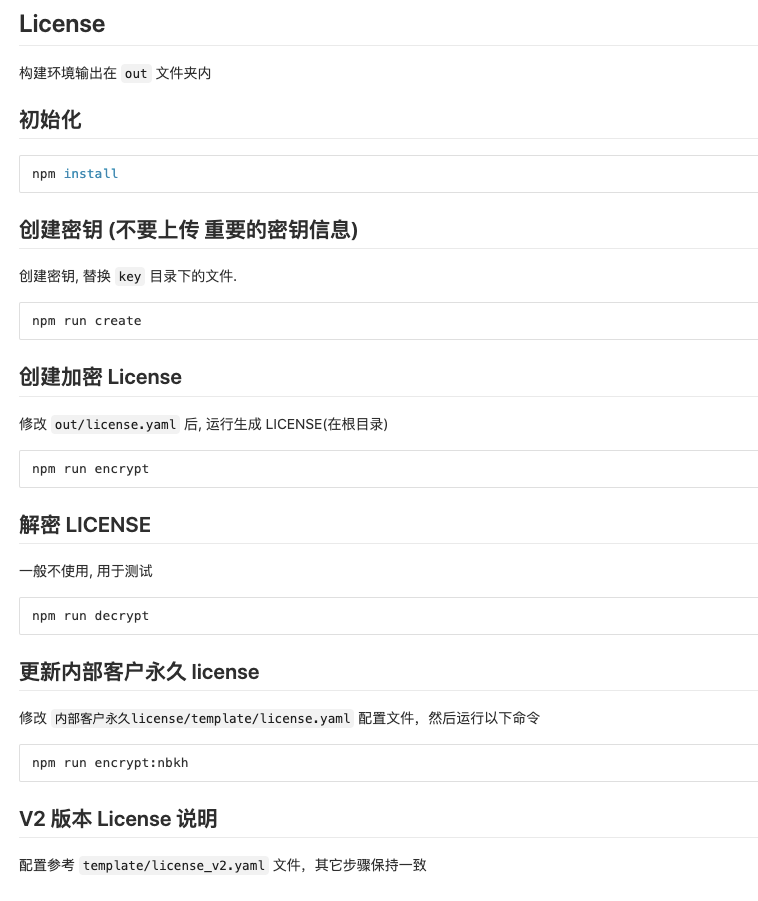 License
构建环境输出在 out 文件夹内
初始化
npm install
创建密钥 (不要上传 重要的密钥信息)
创建密钥, 替换 key 目录下的文件.
npm run create
创建加密 License
修改 out/license.yaml 后, 运行生成 LICENSE(在根目录)
npm run encrypt
解密 LICENSE
一般不使用, 用于测试
npm run decrypt
更新内部客户永久 license
修改 内部客户永久license/template/license.yaml 配置文件，然后运行以下命令
npm run encrypt:nbkh
V2 版本 License 说明
配置参考 template/license_v2.yaml 文件，其它步骤保持一致